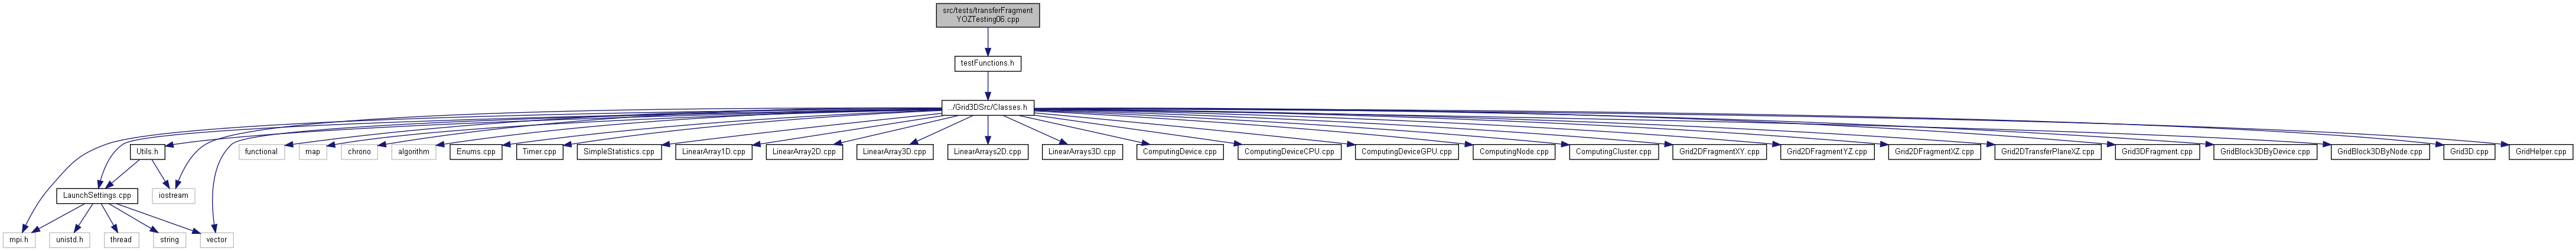 src/tests/transferFragment
YOZTesting06.cpp
testFunctions.h
../Grid3DSrc/Classes.h
Utils.h
functional
map
chrono
algorithm
Enums.cpp
Timer.cpp
SimpleStatistics.cpp
LinearArray1D.cpp
LinearArray2D.cpp
LinearArray3D.cpp
LinearArrays2D.cpp
LinearArrays3D.cpp
ComputingDevice.cpp
ComputingDeviceCPU.cpp
ComputingDeviceGPU.cpp
ComputingNode.cpp
ComputingCluster.cpp
Grid2DFragmentXY.cpp
Grid2DFragmentYZ.cpp
Grid2DFragmentXZ.cpp
Grid2DTransferPlaneXZ.cpp
Grid3DFragment.cpp
GridBlock3DByDevice.cpp
GridBlock3DByNode.cpp
Grid3D.cpp
GridHelper.cpp
LaunchSettings.cpp
iostream
mpi.h
unistd.h
thread
string
vector